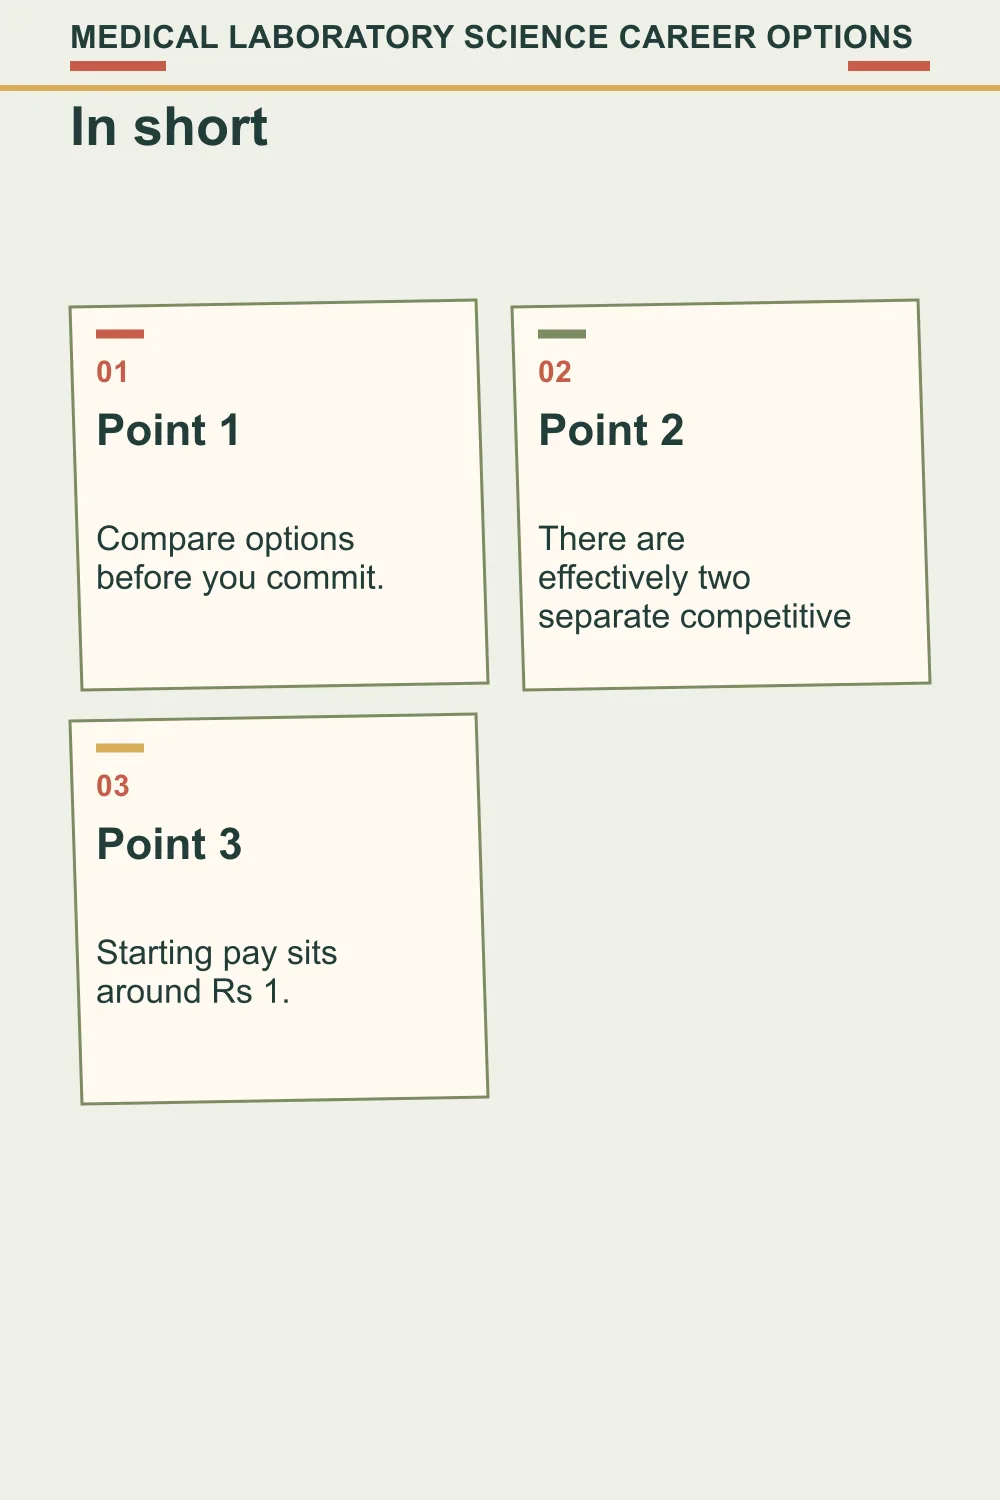 MEDICAL LABORATORY SCIENCE CAREER OPTIONS
In short
01
Point 1
Compare options
before you commit.
02
Point 2
There are
effectively two
separate competitive
03
Point 3
Starting pay sits
around Rs 1.